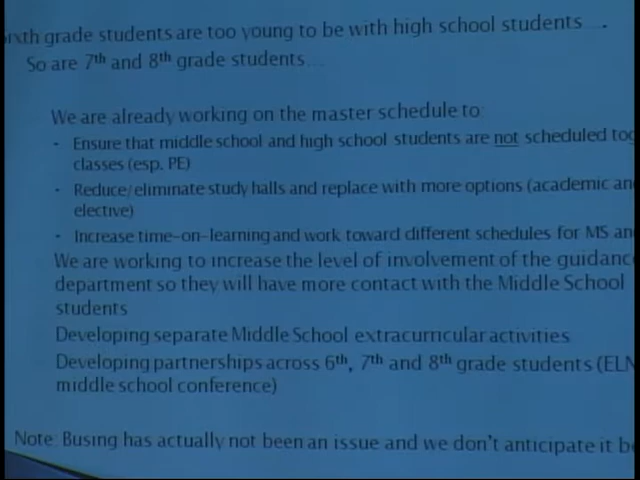 sixth grade students are too young to be with high school students....
So are 7th and 8th grade students...
We are already working on the master schedule to:
- Ensure that middle school and high school students are not scheduled tog
classes (esp. PE)
- Reduce/eliminate study halls and replace with more options (academic an
elective)
- Increase time-on-learning and work toward different schedules for MS an
We are working to increase the level of involvement of the guidanc
department so they will have more contact with the Middle School
students
Developing separate Middle School extracurricular activities
Developing partnerships across 6th, 7th and 8th grade students (ELN
middle school conference)
Note: Busing has actually not been an issue and we don't anticipate it b